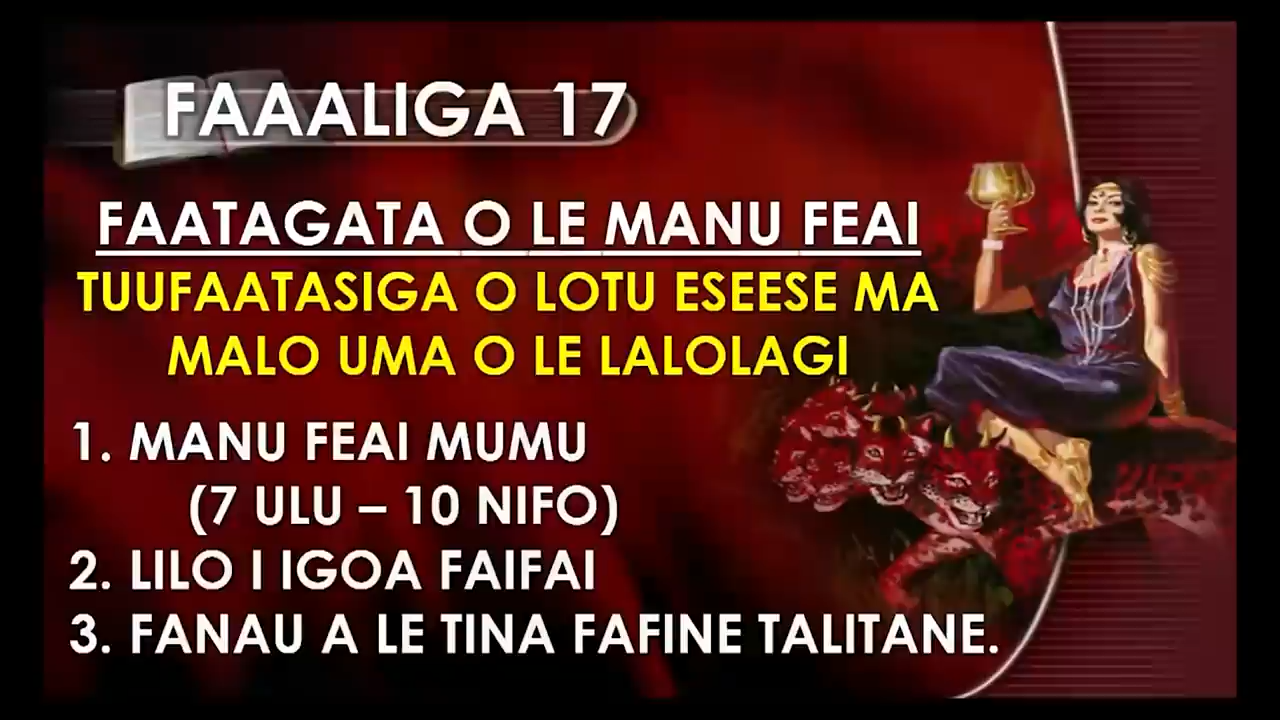 FAAALIGA 17
FAATAGATA O LE MANU FEAI
TUUFAATASIGA O LOTU ESEESE MA
MALO UMA O LE LALOLAGI
1. MANU FEAI MUMU
(7 ULU – 10 NIFO)
2. LILO I IGOA FAIFAI
3. FANAU A LE TINA FAFINE TALITANE.